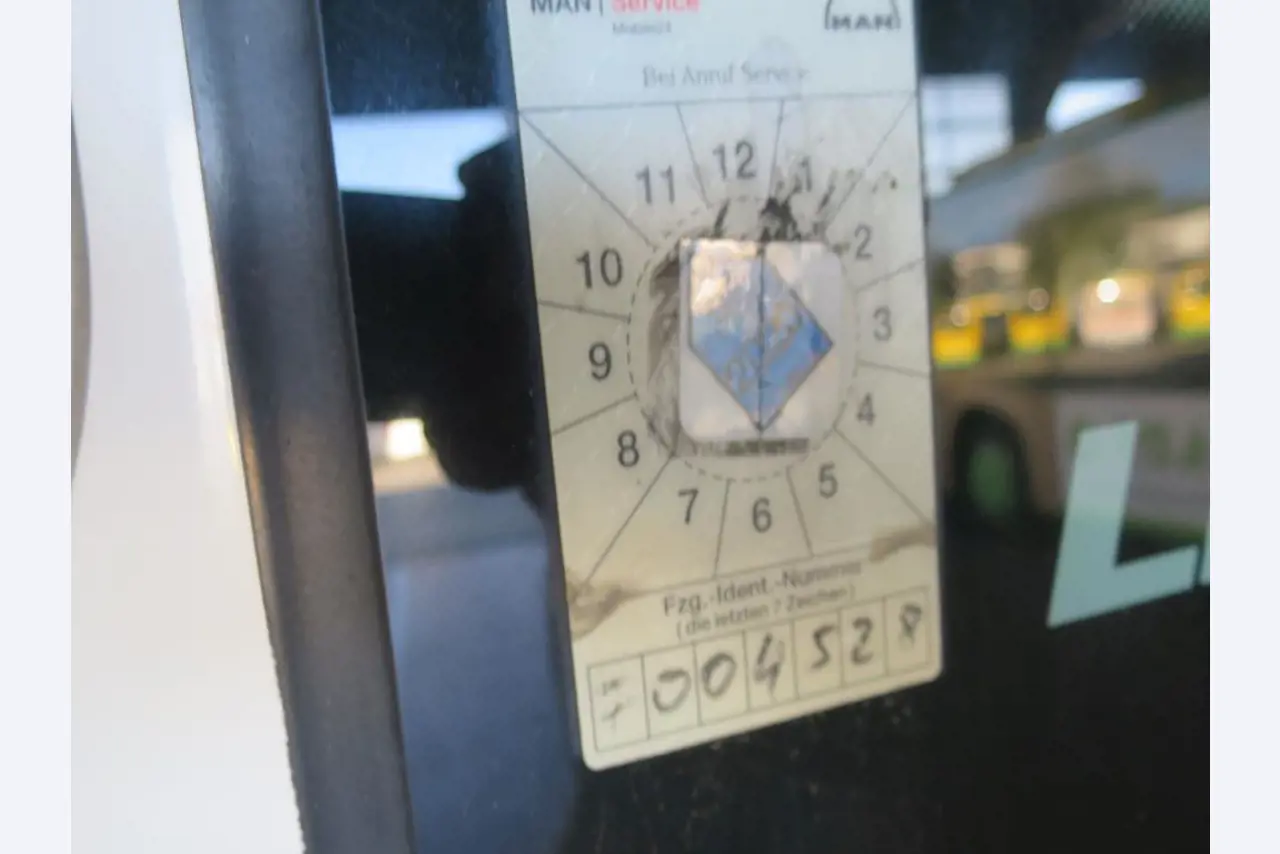 MAN | Service
MAN
Bei Anruf Service
12
11
1
10
2
9
3
8
4
7
6
5
Fzg.-Ident.-Nummer
(die letzten 7 Zeichen)
00452
L